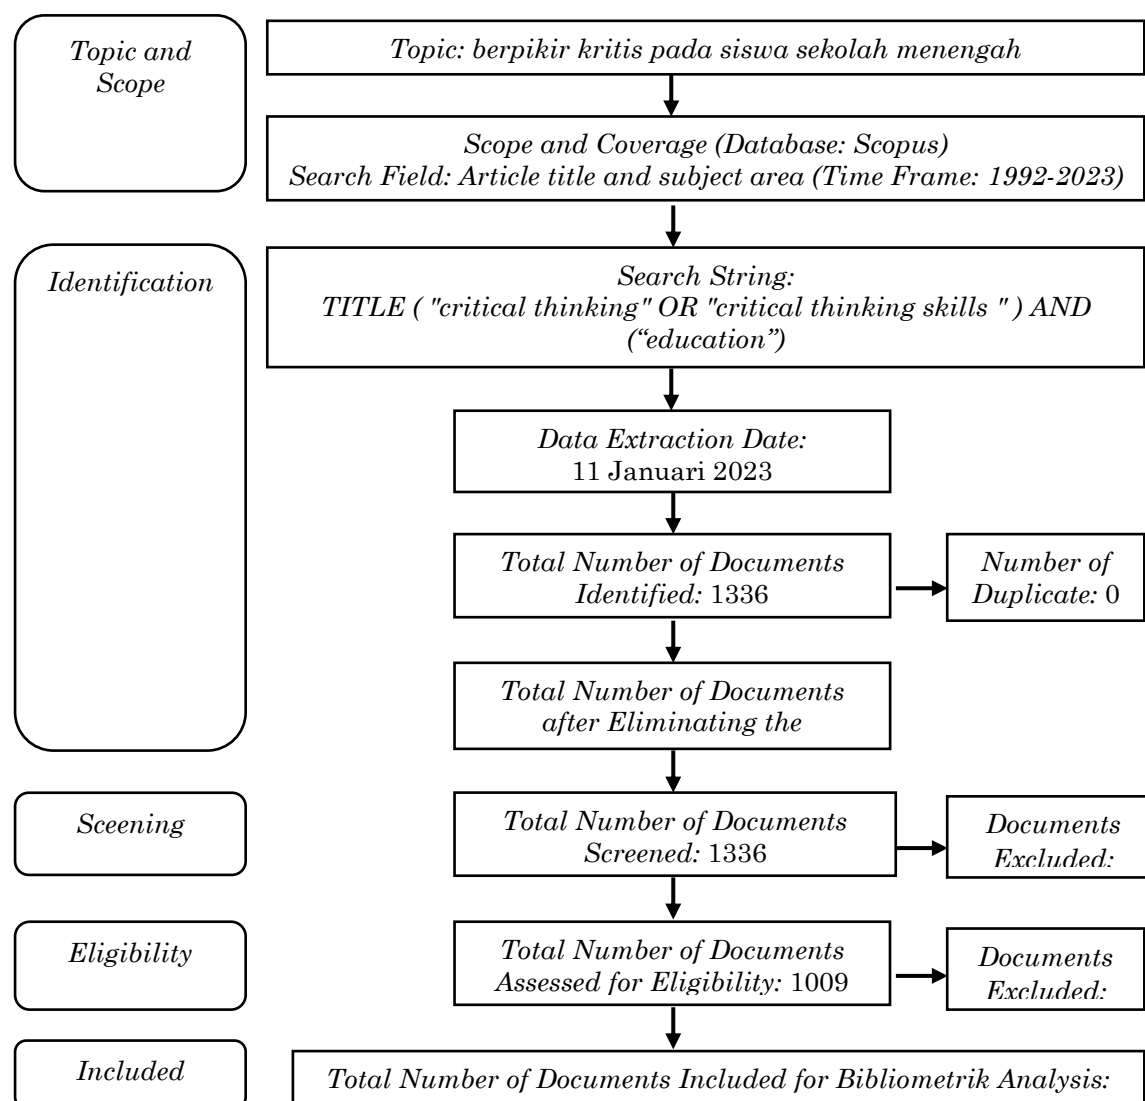 Topic and
Scope
Topic: berpikir kritis pada siswa sekolah menengah
Scope and Coverage (Database: Scopus)
Search Field: Article title and subject area (Time Frame: 1992-2023)
Identification
Search String:
TITLE ( "critical thinking" OR "critical thinking skills " ) AND
(“education”)
Data Extraction Date:
11 Januari 2023
Total Number of Documents
Identified: 1336
Number of
Duplicate: 0
Total Number of Documents
after Eliminating the
Sceening
Total Number of Documents
Screened: 1336
Documents
Excluded:
Eligibility
Total Number of Documents
Assessed for Eligibility: 1009
Documents
Excluded:
Included
Total Number of Documents Included for Bibliometrik Analysis: